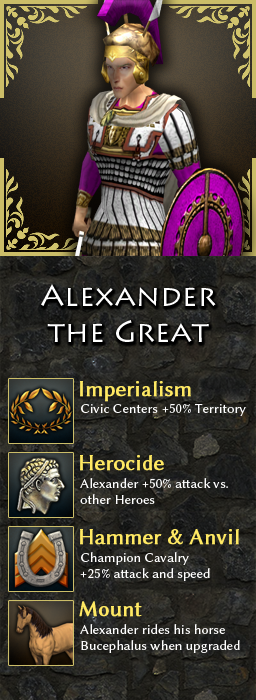 Alexander
the Great
Imperialism
Civic Centers +50% Territory
Herocide
Alexander +50% attack vs.
other Heroes
Hammer & Anvil
Champion Cavalry
+25% attack and speed
Mount
Alexander rides his horse
Bucephalus when upgraded